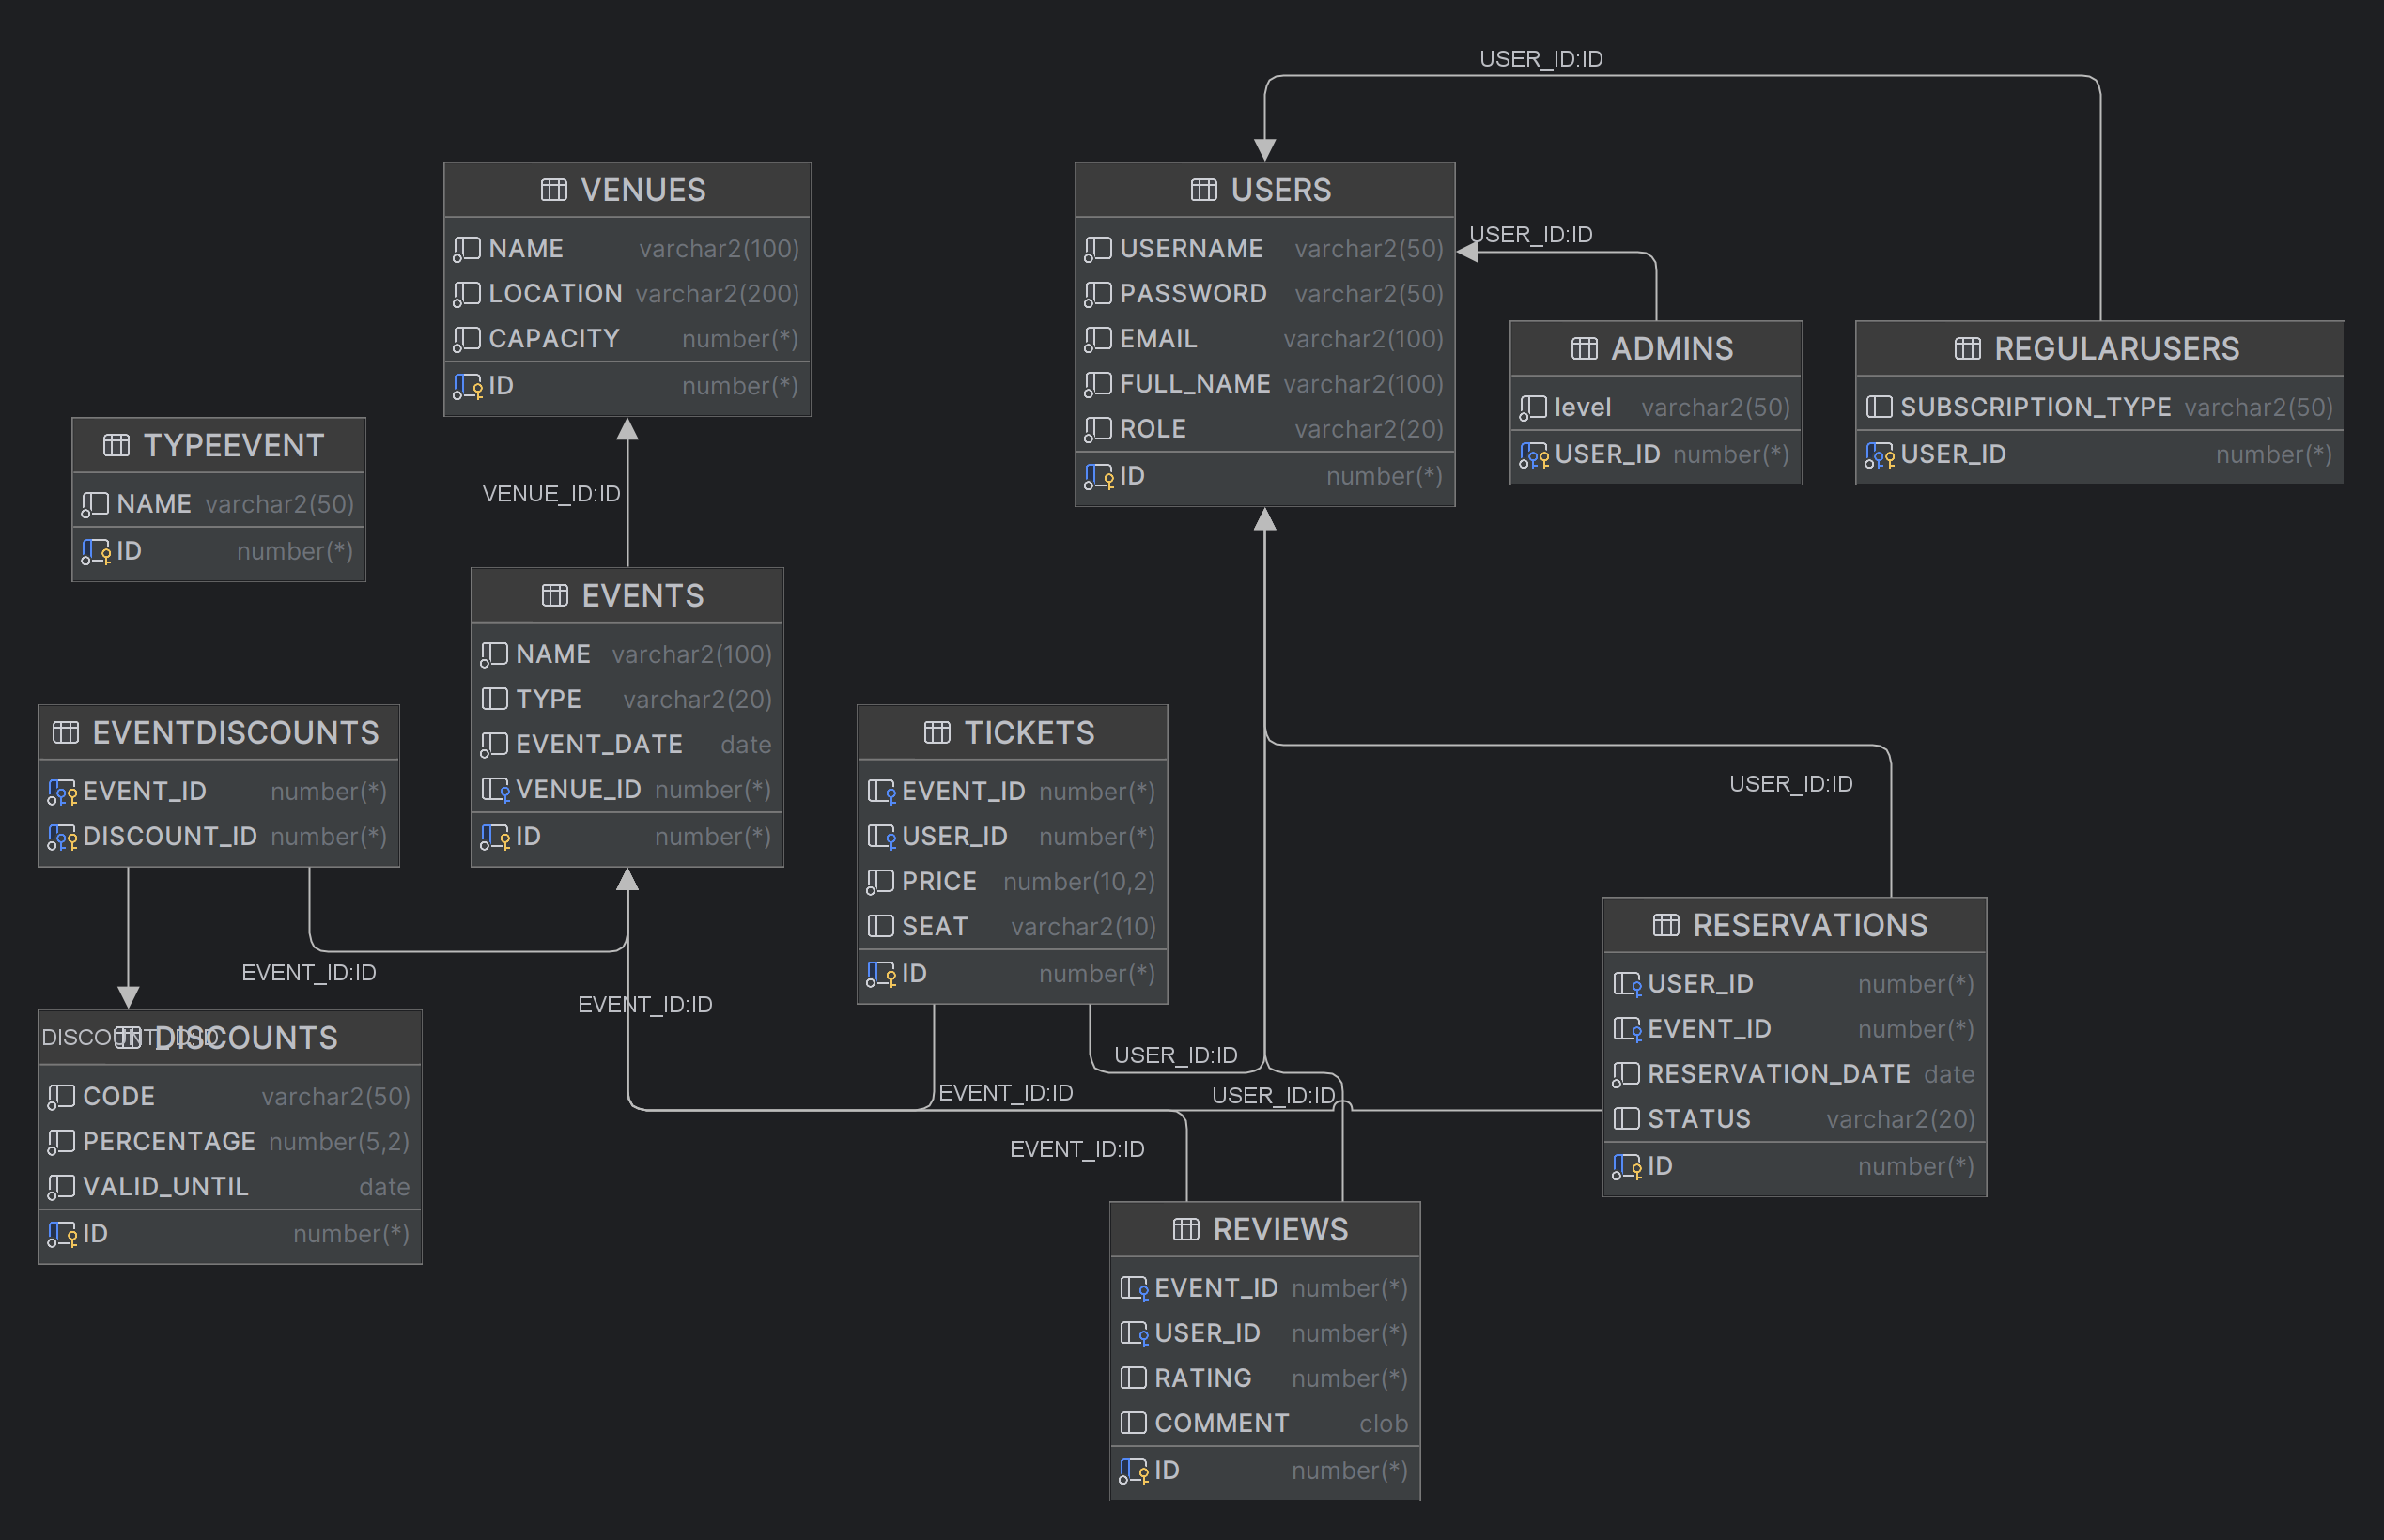 USER_ID:ID
VENUES
NAME varchar2(100)
LOCATION varchar2(200)
CAPACITY number(*)
ID number(*)
USERS
USERNAME varchar2(50)
PASSWORD varchar2(50)
EMAIL varchar2(100)
FULL_NAME varchar2(100)
ROLE varchar2(20)
ID number(*)
USER_ID:ID
ADMINS
level varchar2(50)
USER_ID number(*)
REGULARUSERS
SUBSCRIPTION_TYPE varchar2(50)
USER_ID number(*)
TYPEEVENT
NAME varchar2(50)
ID number(*)
VENUE_ID:ID
EVENTS
NAME varchar2(100)
TYPE varchar2(20)
EVENT_DATE date
VENUE_ID number(*)
ID number(*)
EVENTDISCOUNTS
EVENT_ID number(*)
DISCOUNT_ID number(*)
TICKETS
EVENT_ID number(*)
USER_ID number(*)
PRICE number(10,2)
SEAT varchar2(10)
ID number(*)
USER_ID:ID
RESERVATIONS
USER_ID number(*)
EVENT_ID number(*)
RESERVATION_DATE date
STATUS varchar2(20)
ID number(*)
EVENT_ID:ID
EVENT_ID:ID
DISCOUNT_ID:ID
DISCOUNTS
CODE varchar2(50)
PERCENTAGE number(5,2)
VALID_UNTIL date
ID number(*)
USER_ID:ID
EVENT_ID:ID
USER_ID:ID
EVENT_ID:ID
REVIEWS
EVENT_ID number(*)
USER_ID number(*)
RATING number(*)
COMMENT clob
ID number(*)